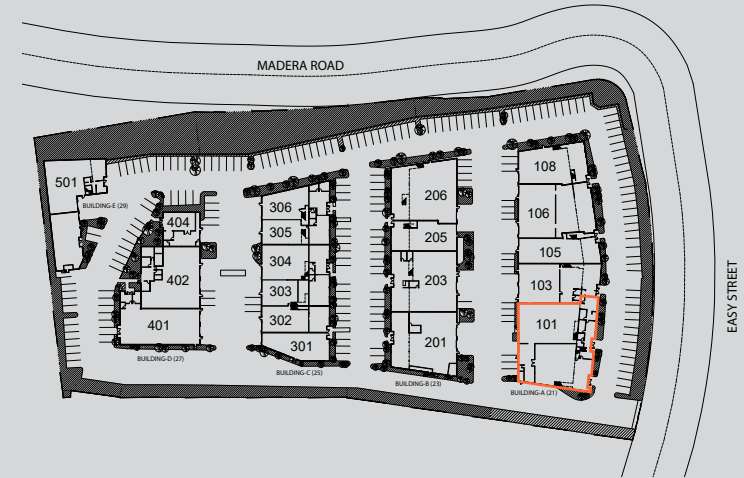 MADERA ROAD
EASY STREET
501
BUILDING-E (29)
404
402
401
BUILDING-D (27)
306
305
304
303
302
301
BUILDING-C (25)
206
205
203
201
BUILDING-B (23)
108
106
105
103
101
BUILDING-A (21)